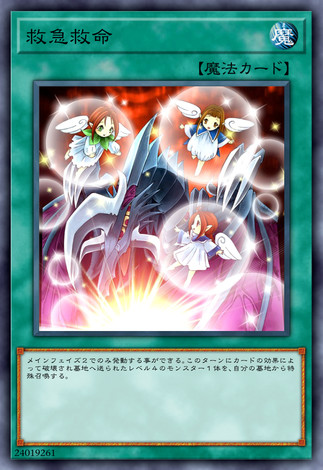 救急救命
魔
【魔法カード】
メインフェイズ2でのみ発動する事ができる。このターンにカードの効果によ
って破壊され墓地へ送られたレベル4のモンスター1体を、自分の墓地から特
殊召喚する。
24019261